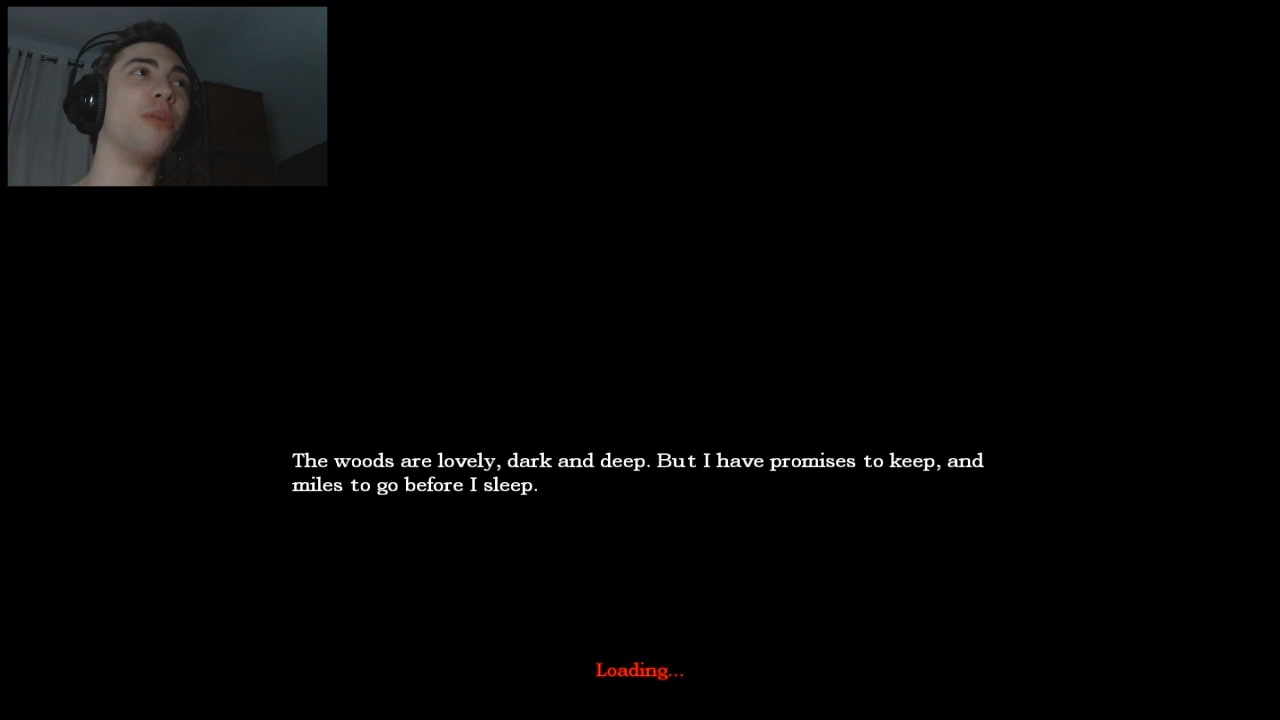 The woods are lovely, dark and deep. But I have promises to keep, and
miles to go before I sleep.
Loading...